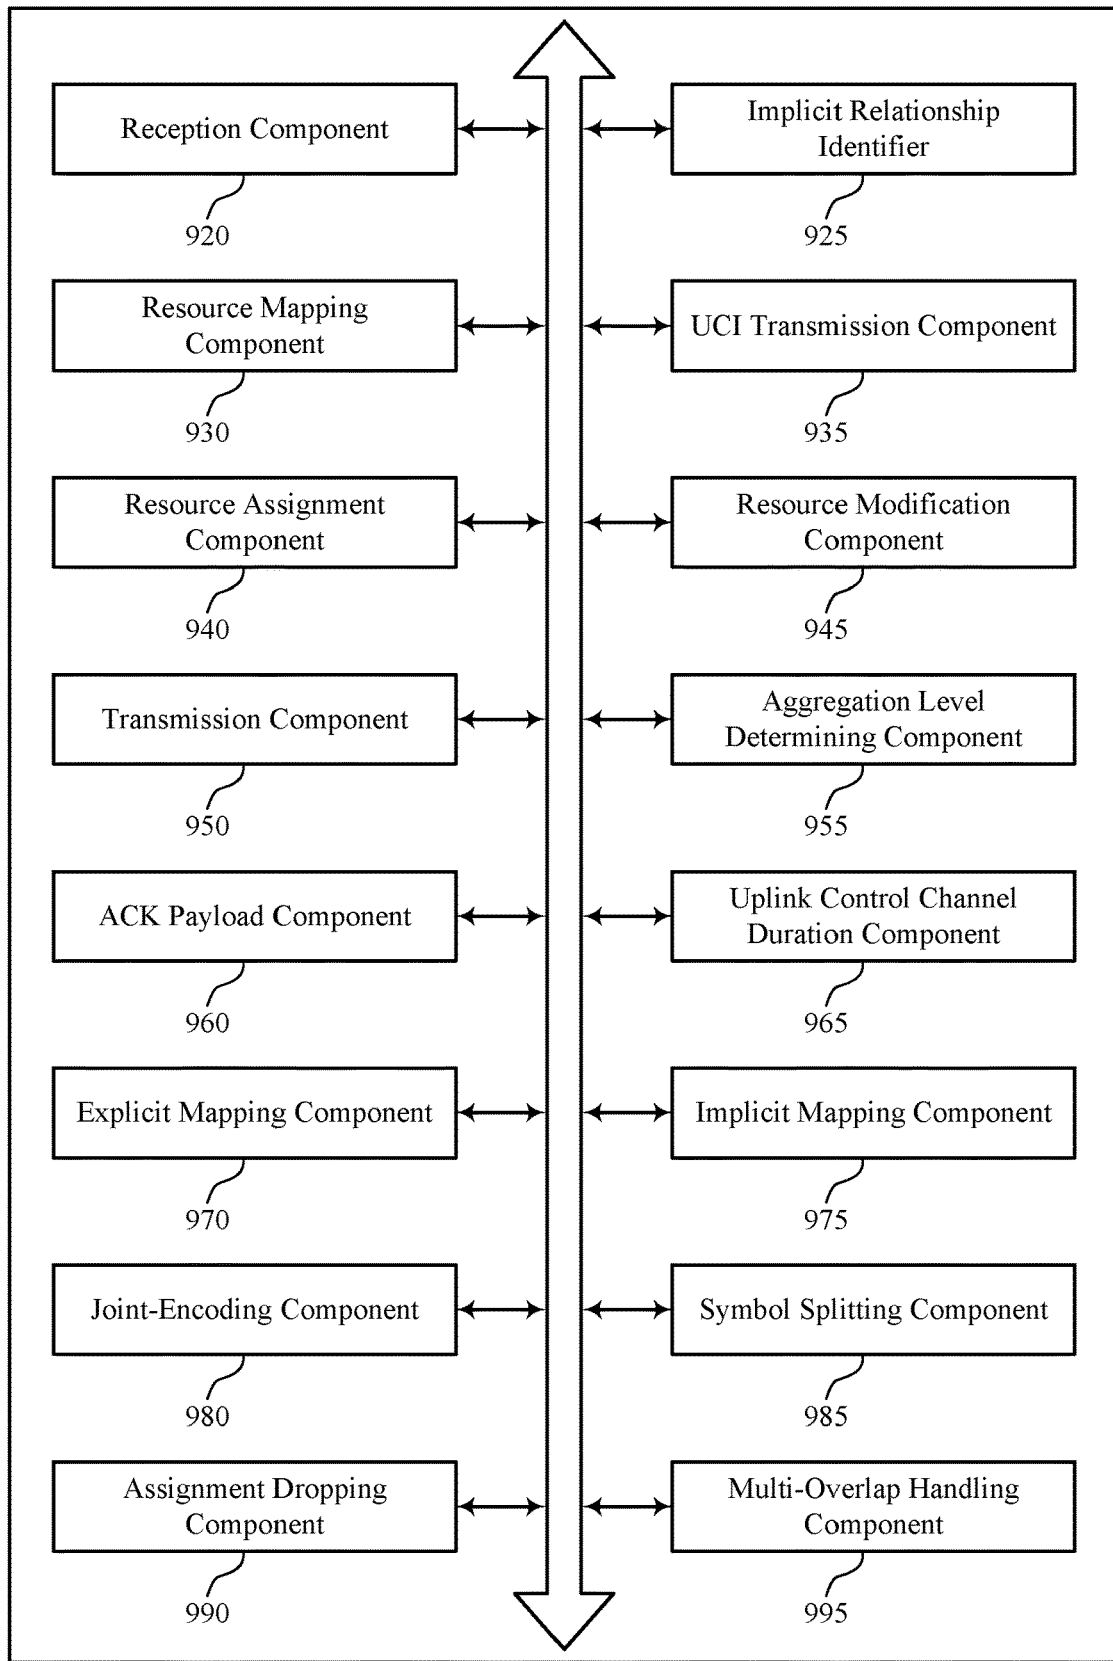 Reception Component
920
Implicit Relationship
Identifier
925
Resource Mapping
Component
930
UCI Transmission Component
935
Resource Assignment
Component
940
Resource Modification
Component
945
Transmission Component
950
Aggregation Level
Determining Component
955
ACK Payload Component
960
Uplink Control Channel
Duration Component
965
Explicit Mapping Component
970
Implicit Mapping Component
975
Joint-Encoding Component
980
Symbol Splitting Component
985
Assignment Dropping
Component
990
Multi-Overlap Handling
Component
995